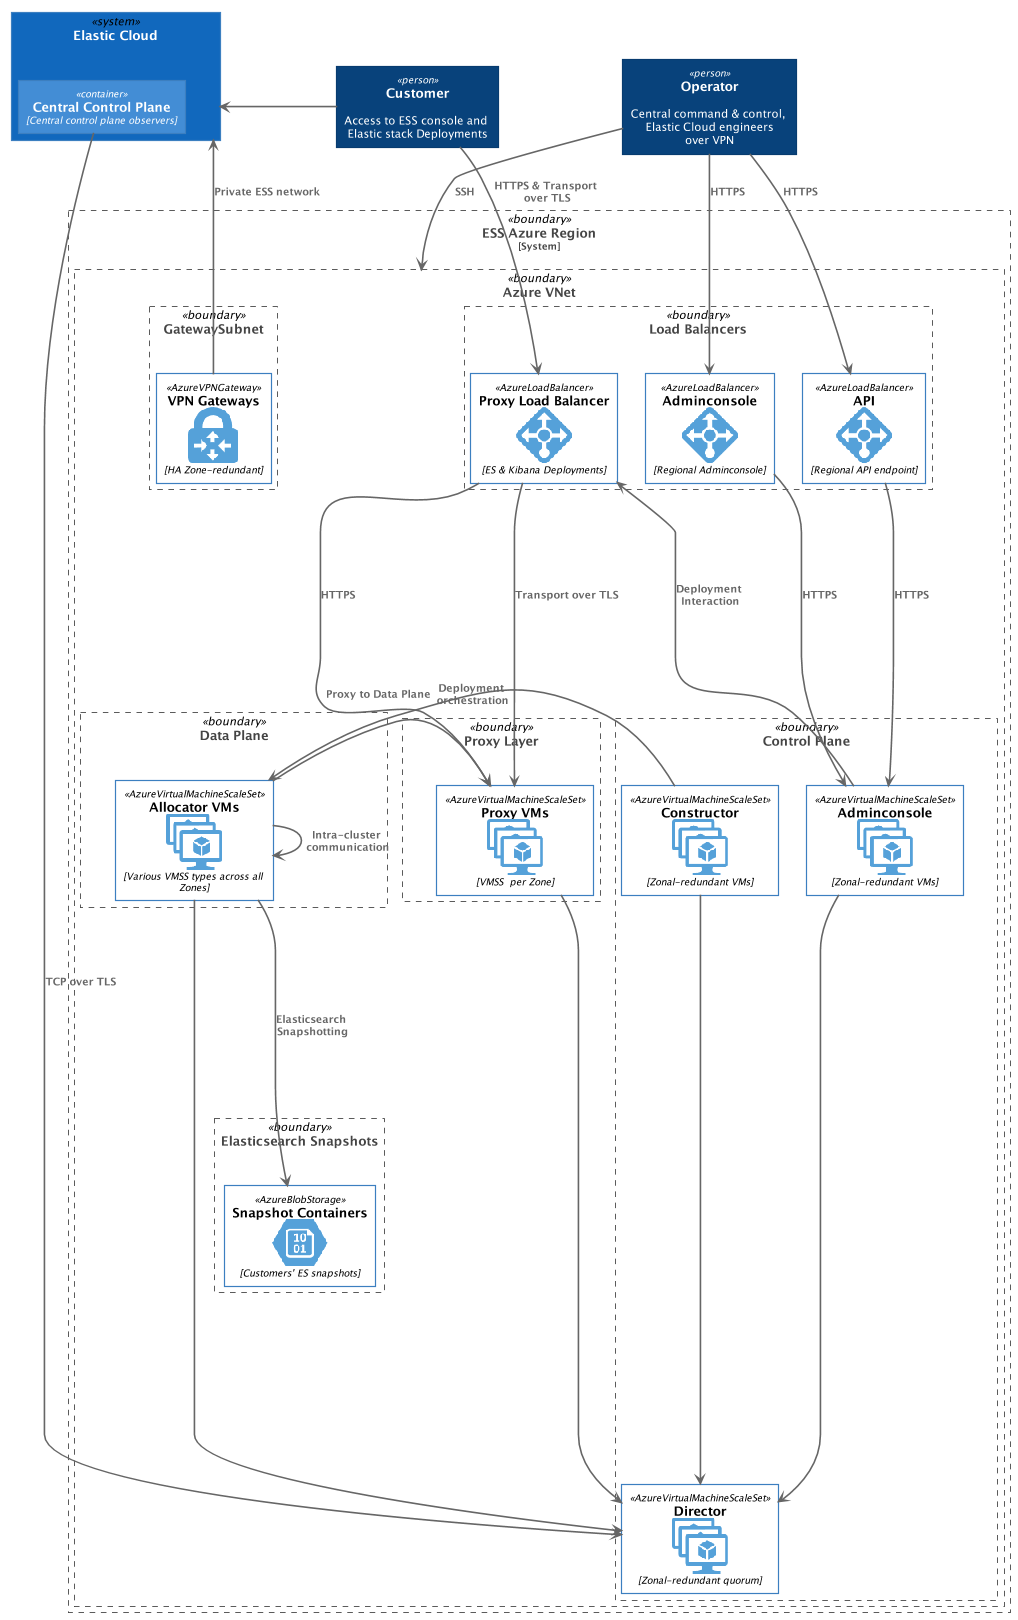 «system»
Elastic Cloud
«container»
Central Control Plane
[Central control plane observers]
«person»
Customer
Access to ESS console and
Elastic stack Deployments
«person»
Operator
Central command & control,
Elastic Cloud engineers
over VPN
Private ESS network
HTTPS & Transport
over TLS
SSH
HTTPS
HTTPS
«boundary»
ESS Azure Region
[System]
«boundary»
Azure VNet
«boundary»
GatewaySubnet
«AzureVPNGateway»
VPN Gateways
[HA Zone-redundant]
«boundary»
Load Balancers
«AzureLoadBalancer»
Proxy Load Balancer
[ES & Kibana Deployments]
«AzureLoadBalancer»
Adminconsole
[Regional Adminconsole]
«AzureLoadBalancer»
API
[Regional API endpoint]
HTTPS
Transport over TLS
Deployment
Interaction
HTTPS
HTTPS
Proxy to Data Plane
Deployment
orchestration
«boundary»
Data Plane
«AzureVirtualMachineScaleSet»
Allocator VMs
[Various VMSS types across all
Zones]
Intra-cluster
communication
«boundary»
Proxy Layer
«AzureVirtualMachineScaleSet»
Proxy VMs
[VMSS per Zone]
«boundary»
Control Plane
«AzureVirtualMachineScaleSet»
Constructor
[Zonal-redundant VMs]
«AzureVirtualMachineScaleSet»
Adminconsole
[Zonal-redundant VMs]
TCP over TLS
Elasticsearch
Snapshotting
«boundary»
Elasticsearch Snapshots
«AzureBlobStorage»
Snapshot Containers
10
01
[Customers' ES snapshots]
«AzureVirtualMachineScaleSet»
Director
[Zonal-redundant quorum]